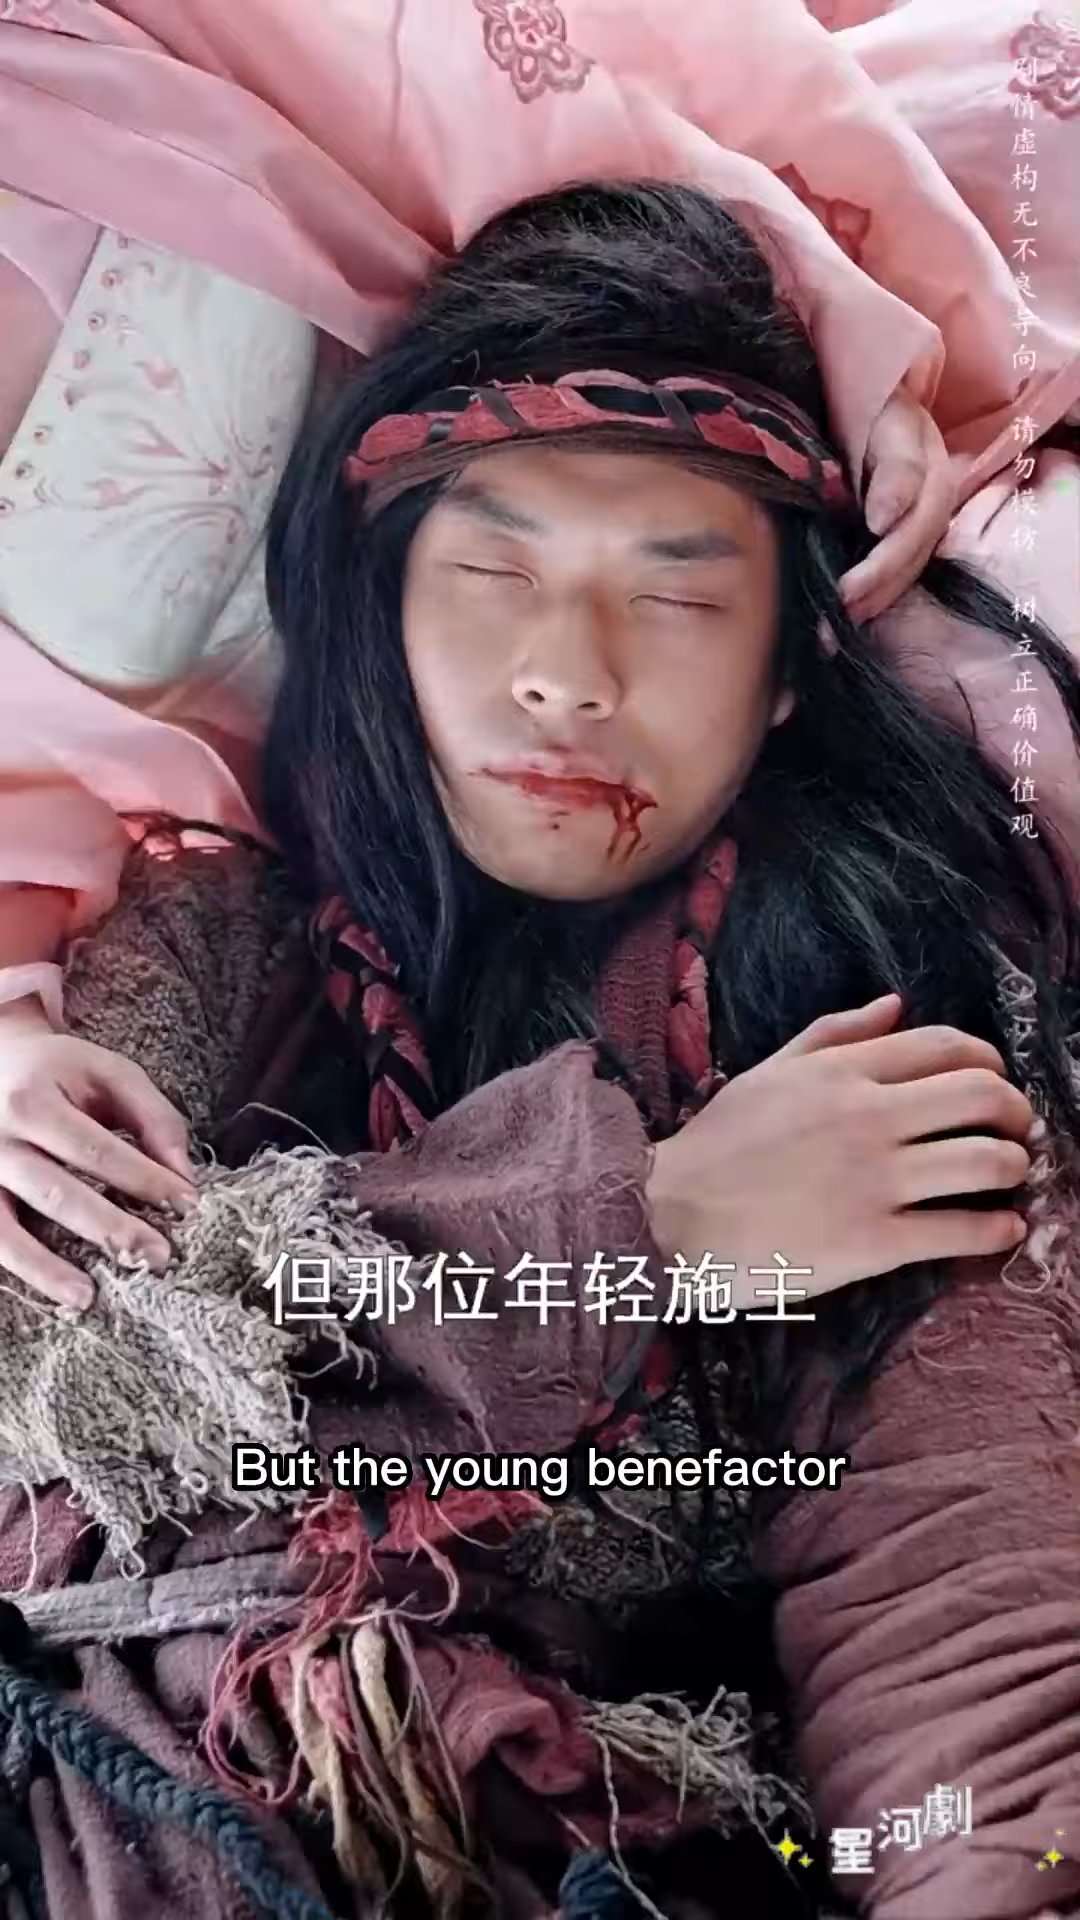 剧情虚构无不良导向 请勿模仿 树立正确价值观
但那位年轻施主
But the young benefactor
星河劇